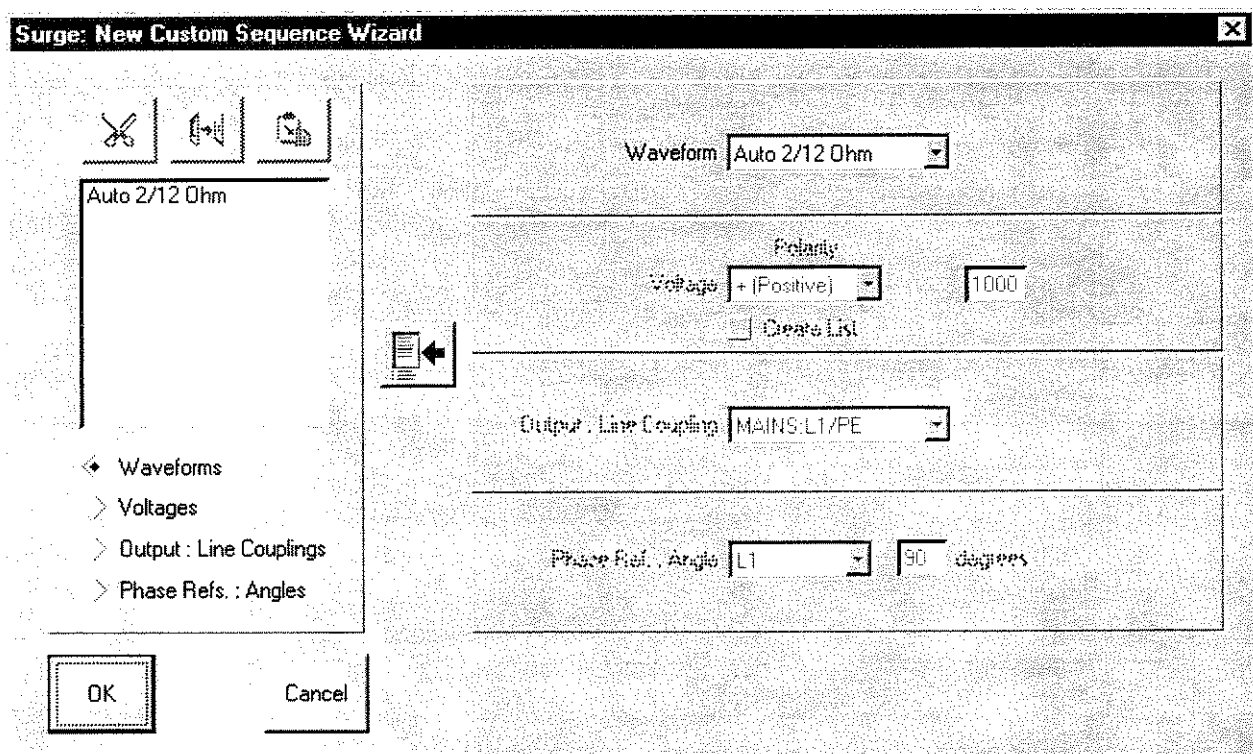 Surge: New Custom Sequence Wizard
Auto 2/12 Ohm
Waveforms
Voltages
Output : Line Couplings
Phase Refs. : Angles
OK
Cancel
Waveform Auto 2/12 Ohm
Polarity
Voltage + (Positive) 1000
Create List
Output : Line Coupling MAINS:L1/PE
Phase Ref. : Angle L1 90 degrees